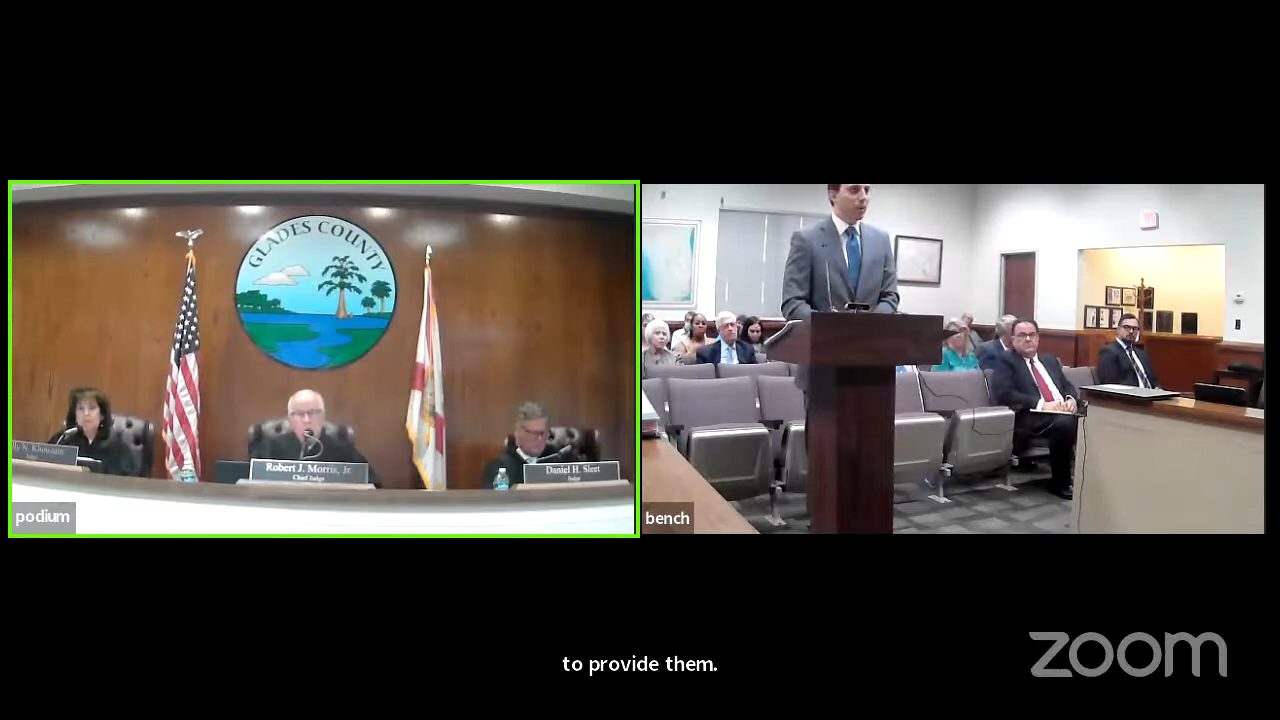 GLADES COUNTY
Robert J. Morris, Jr.
Chief Judge
Daniel H. Sleet
Judge
podium
bench
to provide them.
zoom